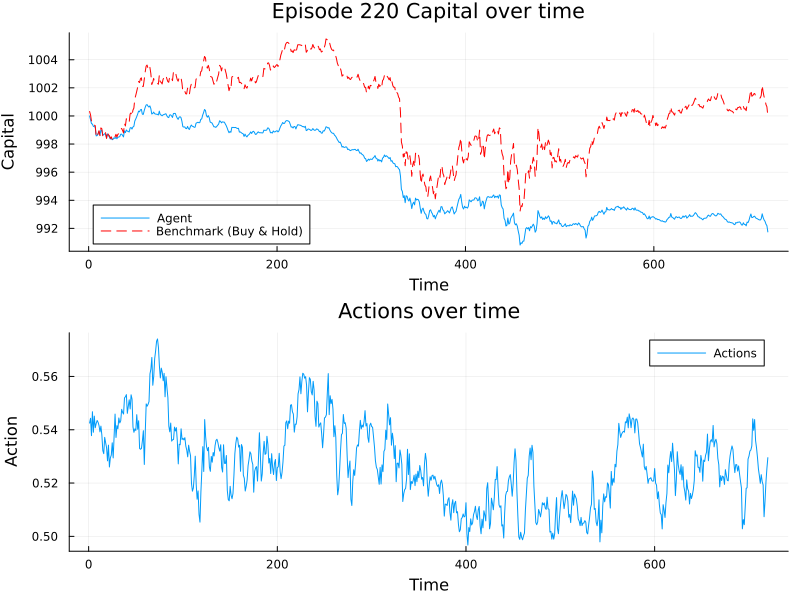 Episode 220 Capital over time
1004
1002
1000
998
996
994
992
Capital
Agent
Benchmark (Buy & Hold)
0
200
400
600
Time
Actions over time
Actions
0.56
0.54
0.52
0.50
Action
0
200
400
600
Time